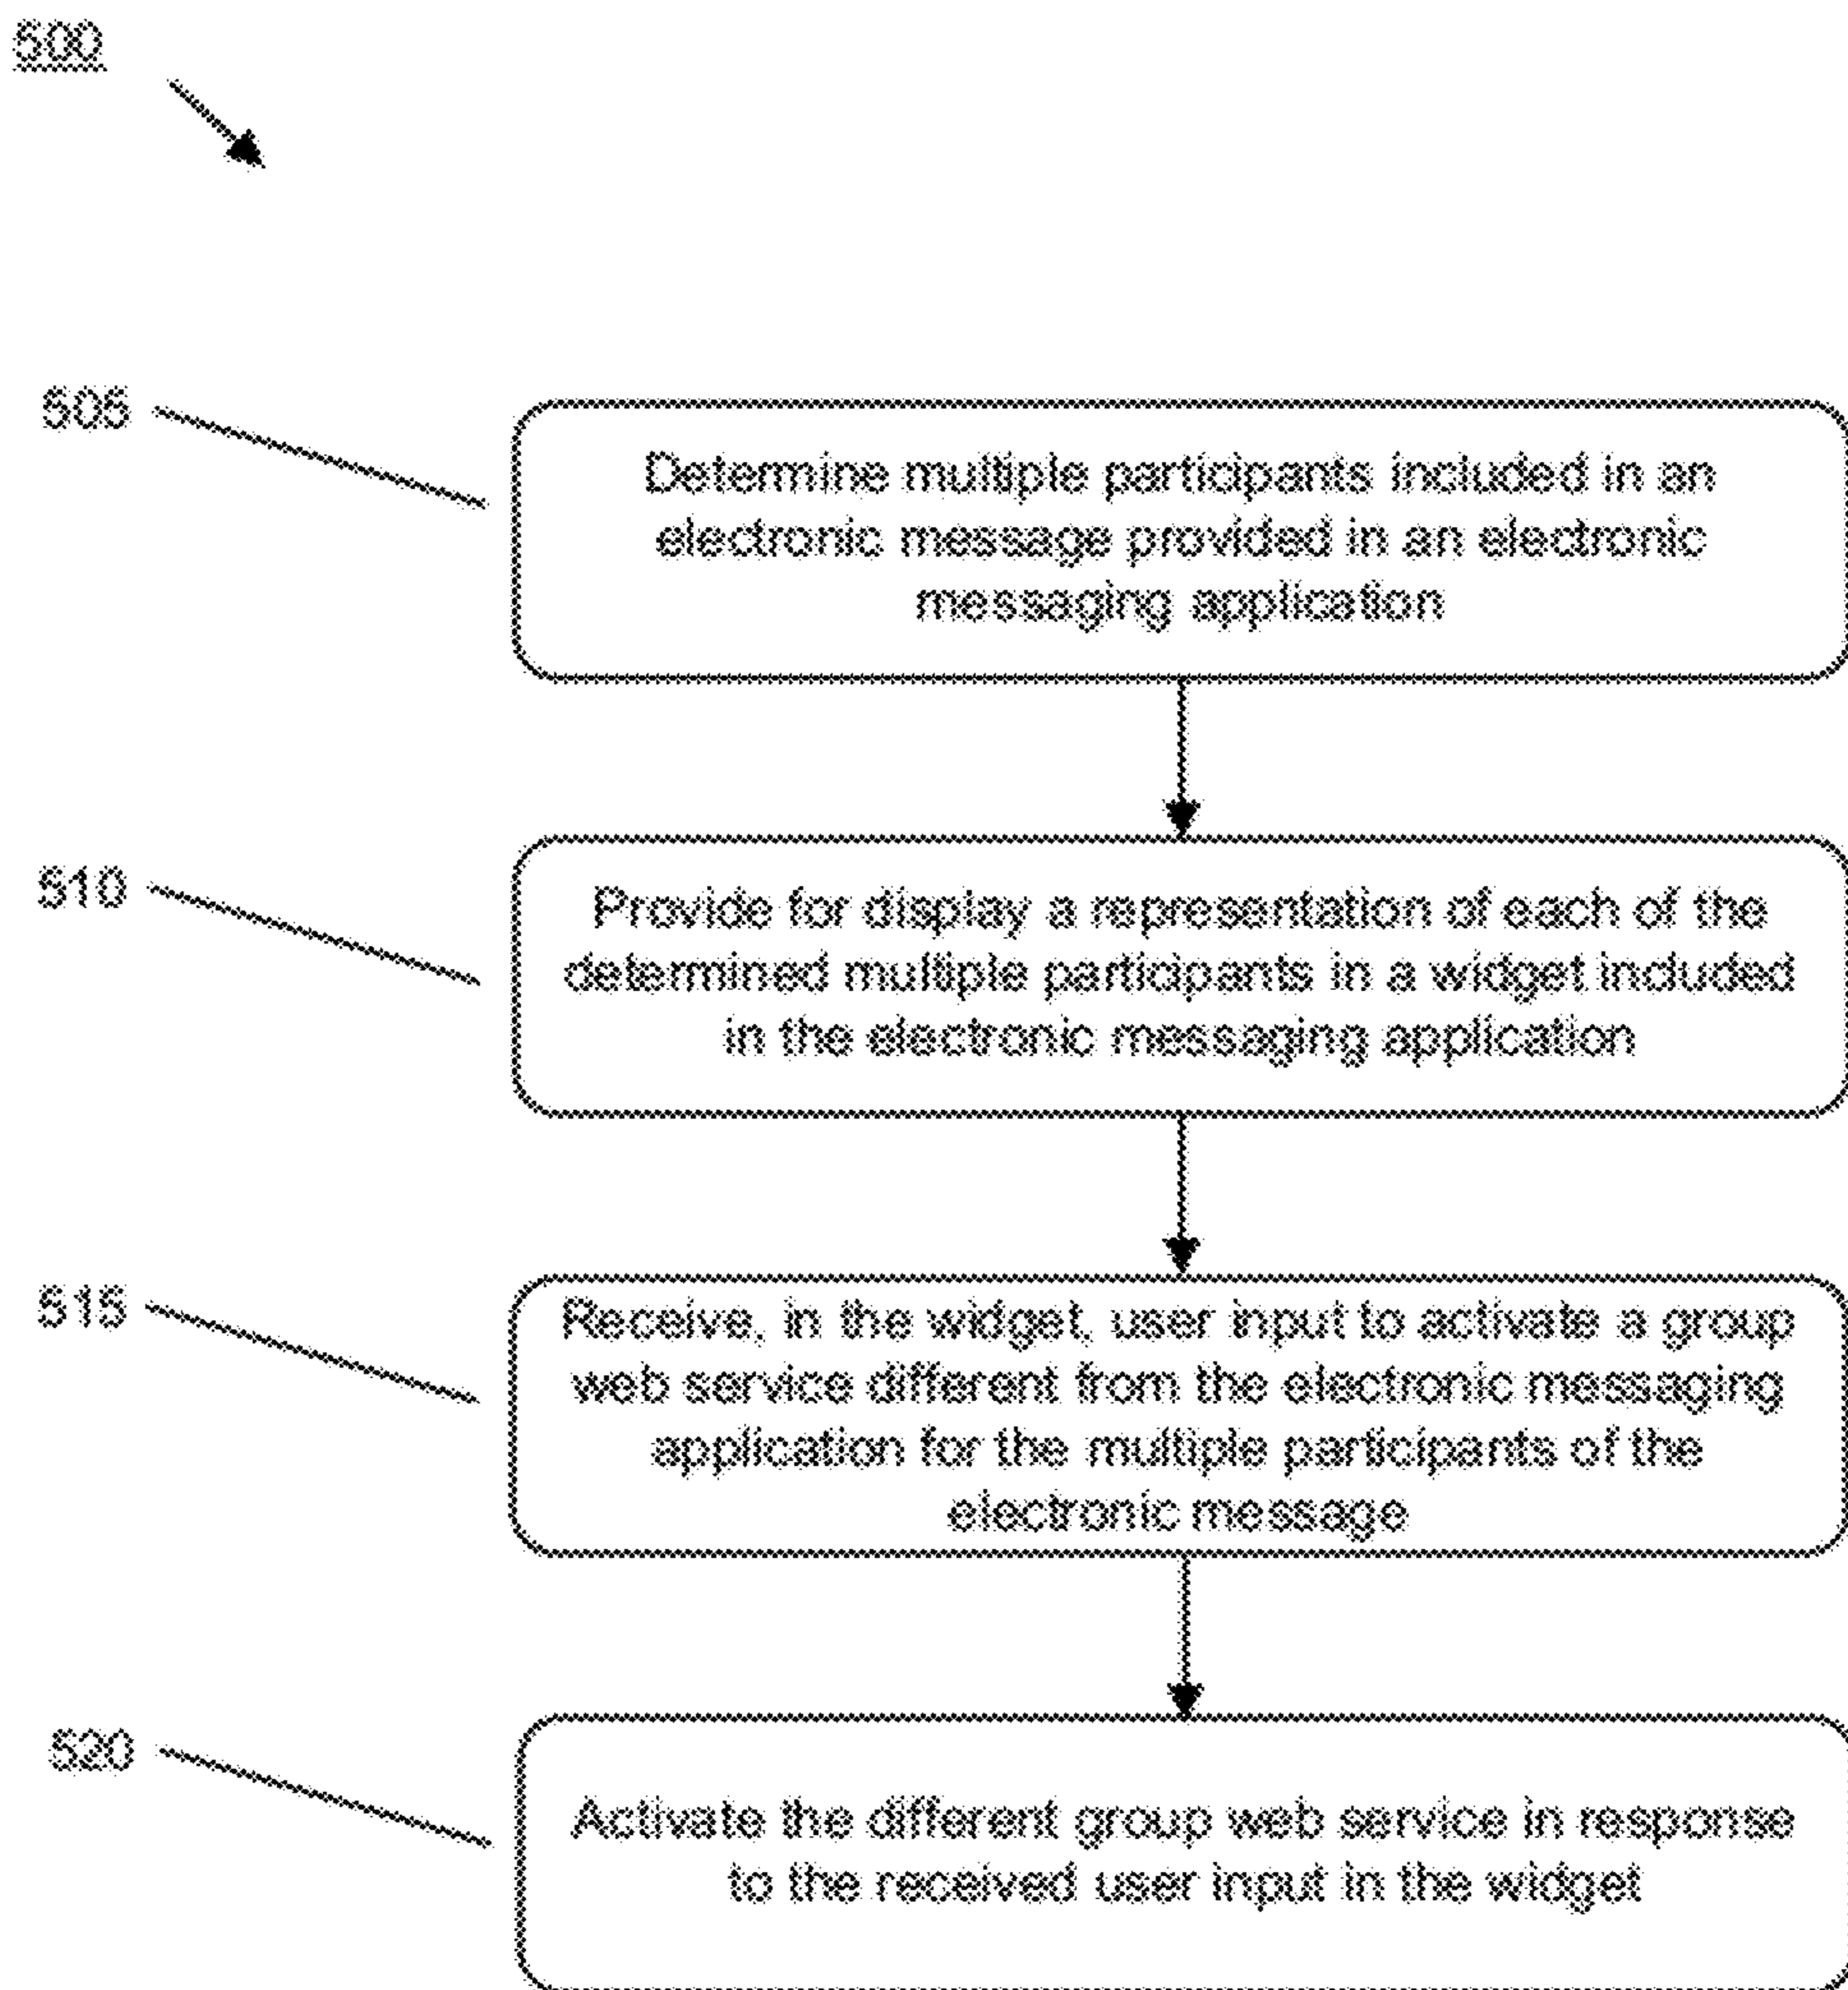 500
505
Determine multiple participants included in an
electronic message provided in an electronic
messaging application
510
Provide for display a representation of each of the
determined multiple participants in a widget included
in the electronic messaging application
515
Receive, in the widget, user input to activate a group
web service different from the electronic messaging
application for the multiple participants of the
electronic message
520
Activate the different group web service in response
to the received user input in the widget